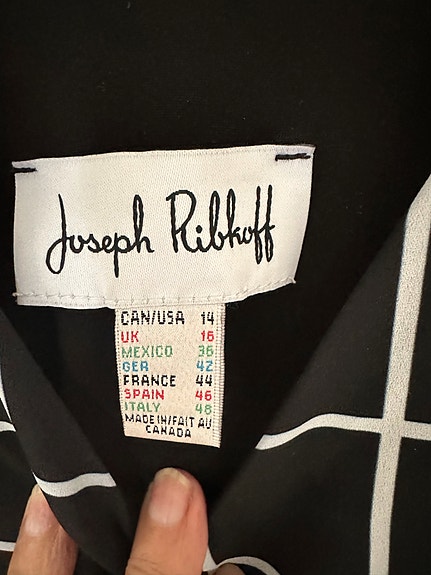 Joseph Ribkoff
CAN/USA 14
UK 16
MEXICO 36
GER 42
FRANCE 44
SPAIN 46
ITALY 48
MADE IN/FAIT AU
CANADA